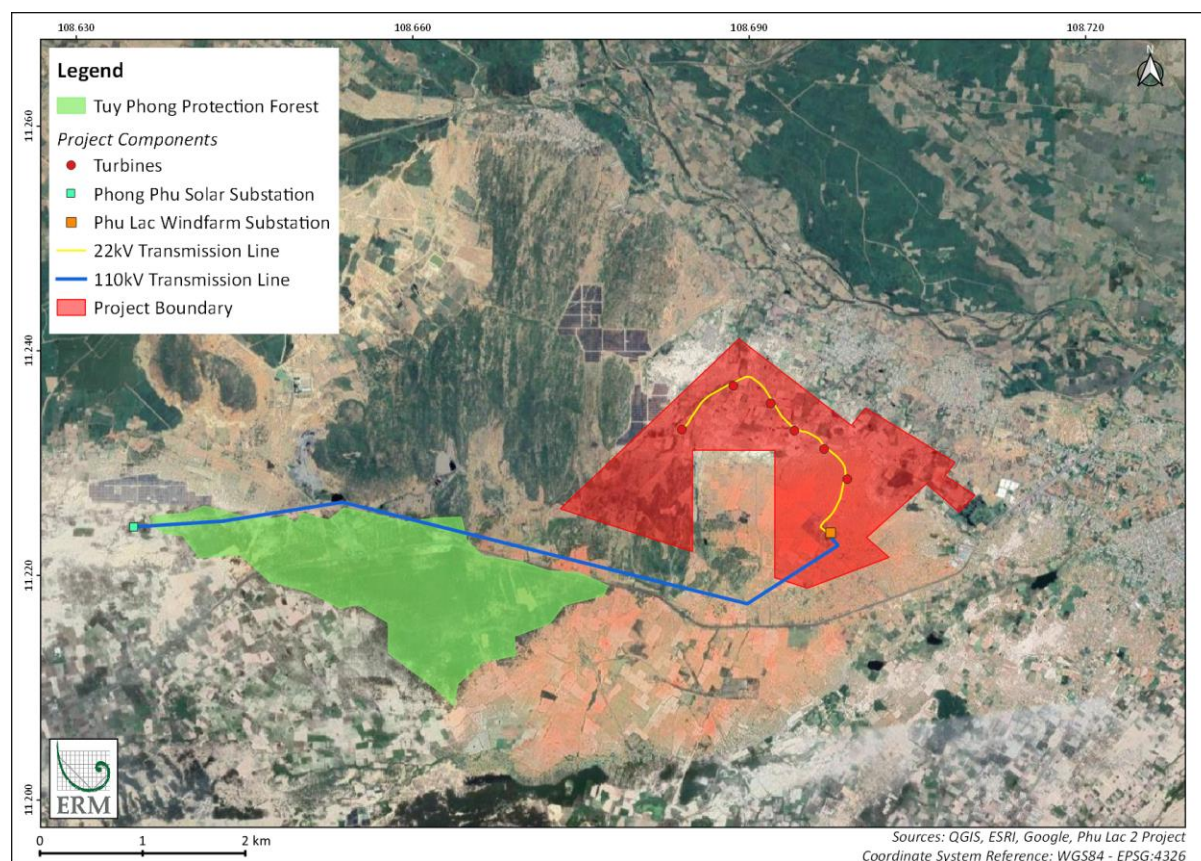 108.630 108.660 108.690 108.720
N
Legend
Tuy Phong Protection Forest
Project Components
Turbines
Phong Phu Solar Substation
Phu Lac Windfarm Substation
22kV Transmission Line
110kV Transmission Line
Project Boundary
11.260
11.240
11.220
11.200
ERM
0 1 2 km
Sources: QGIS, ESRI, Google, Phu Lac 2 Project
Coordinate System Reference: WGS84 - EPSG:4326